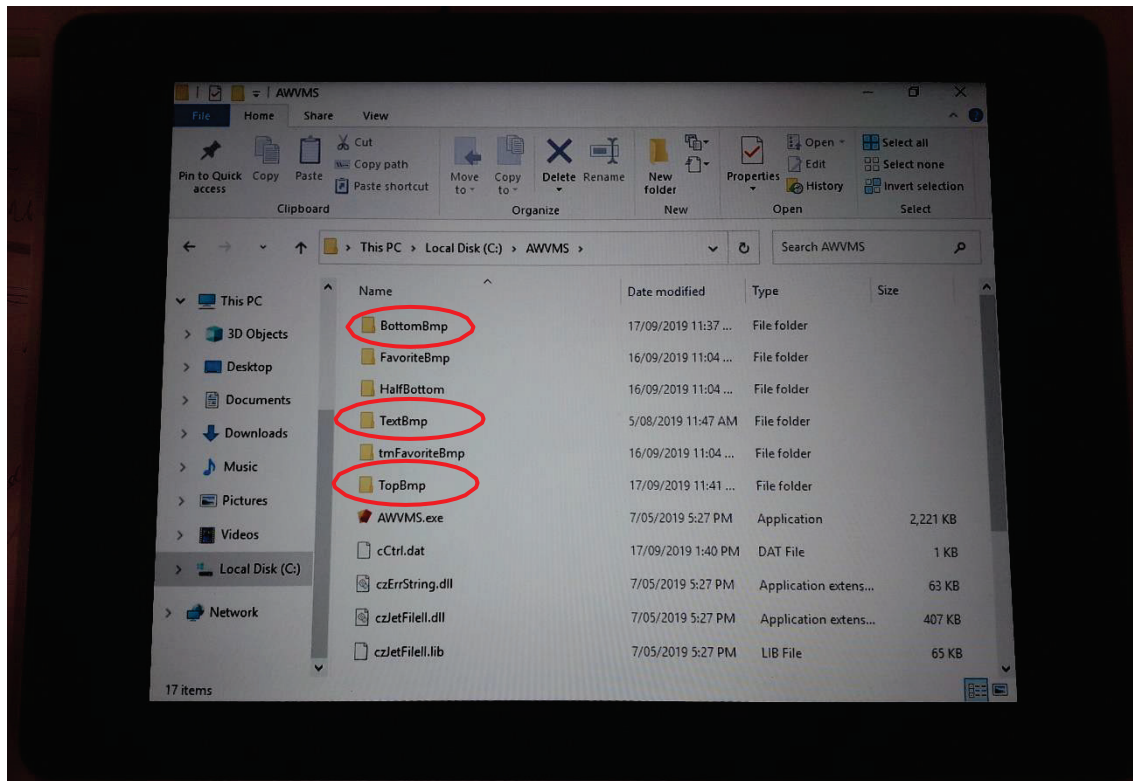 AWVMS
File Home Share View
Pin to Quick access
Copy
Paste
Cut
Copy path
Paste shortcut
Move to
Copy to
Delete
Rename
New folder
Properties
Open
Edit
History
Select all
Select none
Invert selection
Clipboard Organize New Open Select
This PC > Local Disk (C:) > AWVMS >
Search AWVMS
This PC
3D Objects
Desktop
Documents
Downloads
Music
Pictures
Videos
Local Disk (C:)
Network
Name Date modified Type Size
BottomBmp 17/09/2019 11:37 ... File folder
FavoriteBmp 16/09/2019 11:04 ... File folder
HalfBottom 16/09/2019 11:04 ... File folder
TextBmp 5/08/2019 11:47 AM File folder
tmFavoriteBmp 16/09/2019 11:04 ... File folder
TopBmp 17/09/2019 11:41 ... File folder
AWVMS.exe 7/05/2019 5:27 PM Application 2,221 KB
cCtrl.dat 17/09/2019 1:40 PM DAT File 1 KB
czErrString.dll 7/05/2019 5:27 PM Application extens... 63 KB
czJetFileII.dll 7/05/2019 5:27 PM Application extens... 407 KB
czJetFileII.lib 7/05/2019 5:27 PM LIB File 65 KB
17 items